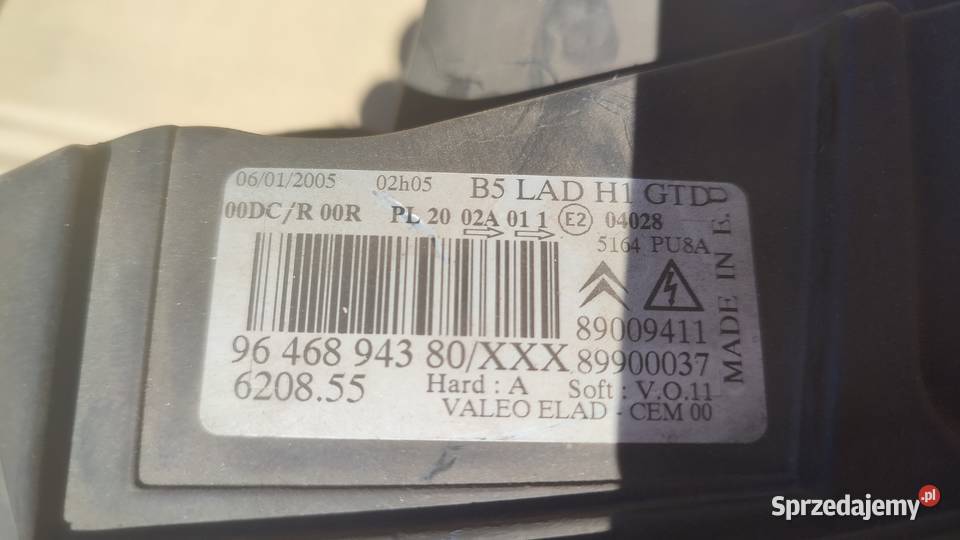 06/01/2005 02h05 B5 LAD H1 GTD
00DC/R 00R PL 20 02A 01 1 E2 04028
5164 PU8A
89009411
96 468 943 80/XXX 89900037
6208.55 Hard : A Soft : V.O.11
VALEO ELAD - CEM 00
MADE IN E.U
Sprzedajemy.pl